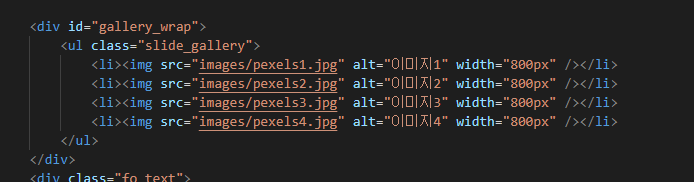 <div id="gallery_wrap">
<ul class="slide_gallery">
<li><img src="images/pexels1.jpg" alt="이미지1" width="800px" /></li>
<li><img src="images/pexels2.jpg" alt="이미지2" width="800px" /></li>
<li><img src="images/pexels3.jpg" alt="이미지3" width="800px" /></li>
<li><img src="images/pexels4.jpg" alt="이미지4" width="800px" /></li>
</ul>
</div>
<div class="fo_text">